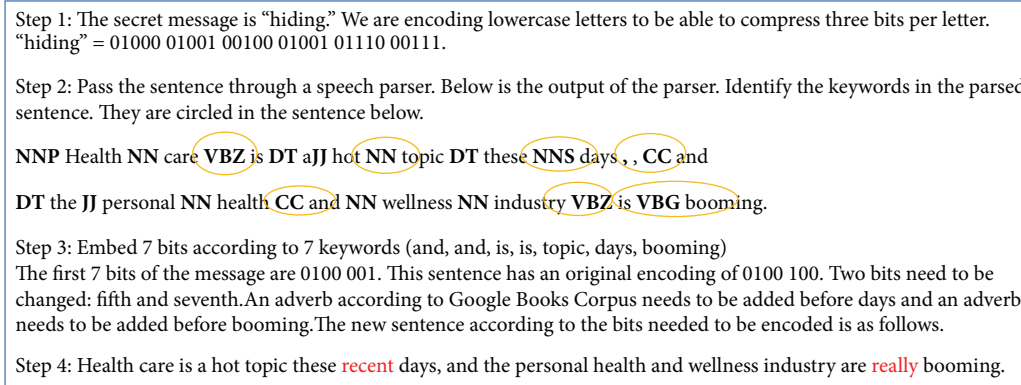 Step 1: The secret message is “hiding.” We are encoding lowercase letters to be able to compress three bits per letter.
“hiding” = 01000 01001 00100 01001 01110 00111.
Step 2: Pass the sentence through a speech parser. Below is the output of the parser. Identify the keywords in the parsed
sentence. They are circled in the sentence below.
NNP Health NN care VBZ is DT aJJ hot NN topic DT these NNS days , , CC and
DT the JJ personal NN health CC and NN wellness NN industry VBZ is VBG booming.
Step 3: Embed 7 bits according to 7 keywords (and, and, is, is, topic, days, booming)
The first 7 bits of the message are 0100 001. This sentence has an original encoding of 0100 100. Two bits need to be
changed: fifth and seventh.An adverb according to Google Books Corpus needs to be added before days and an adverb
needs to be added before booming.The new sentence according to the bits needed to be encoded is as follows.
Step 4: Health care is a hot topic these recent days, and the personal health and wellness industry are really booming.